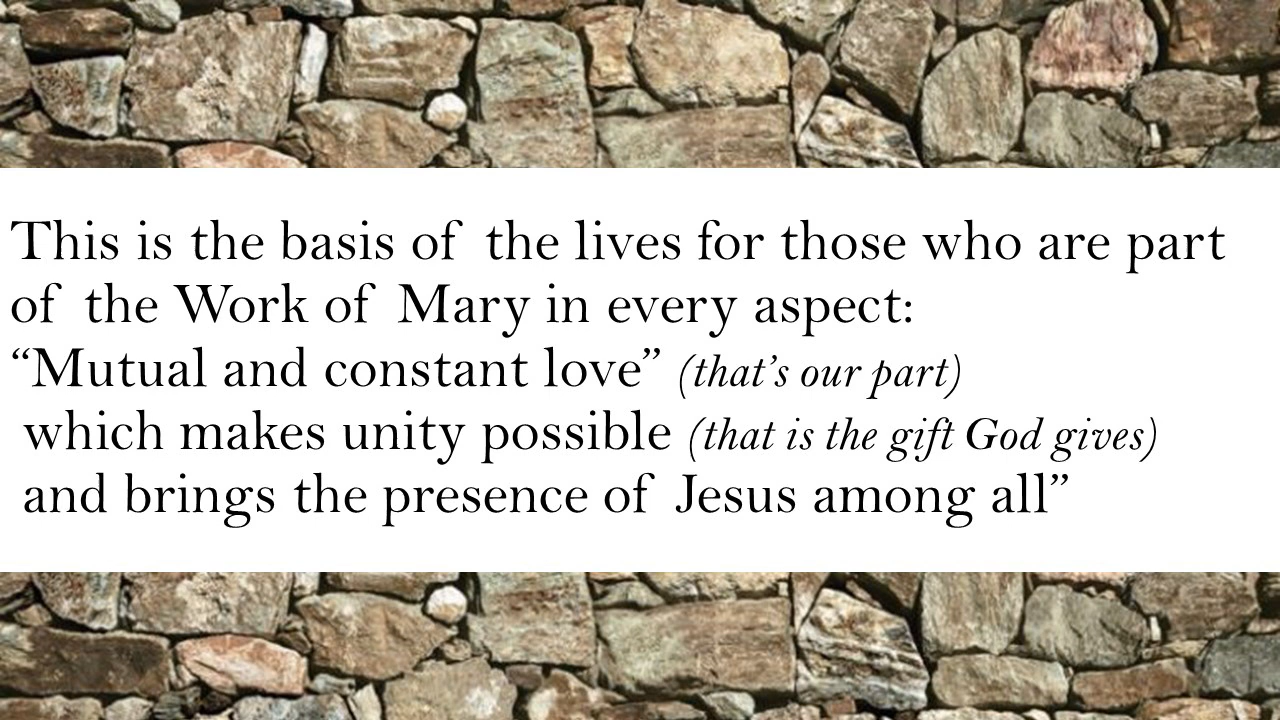 This is the basis of the lives for those who are part
of the Work of Mary in every aspect:
“Mutual and constant love” (that’s our part)
which makes unity possible (that is the gift God gives)
and brings the presence of Jesus among all”